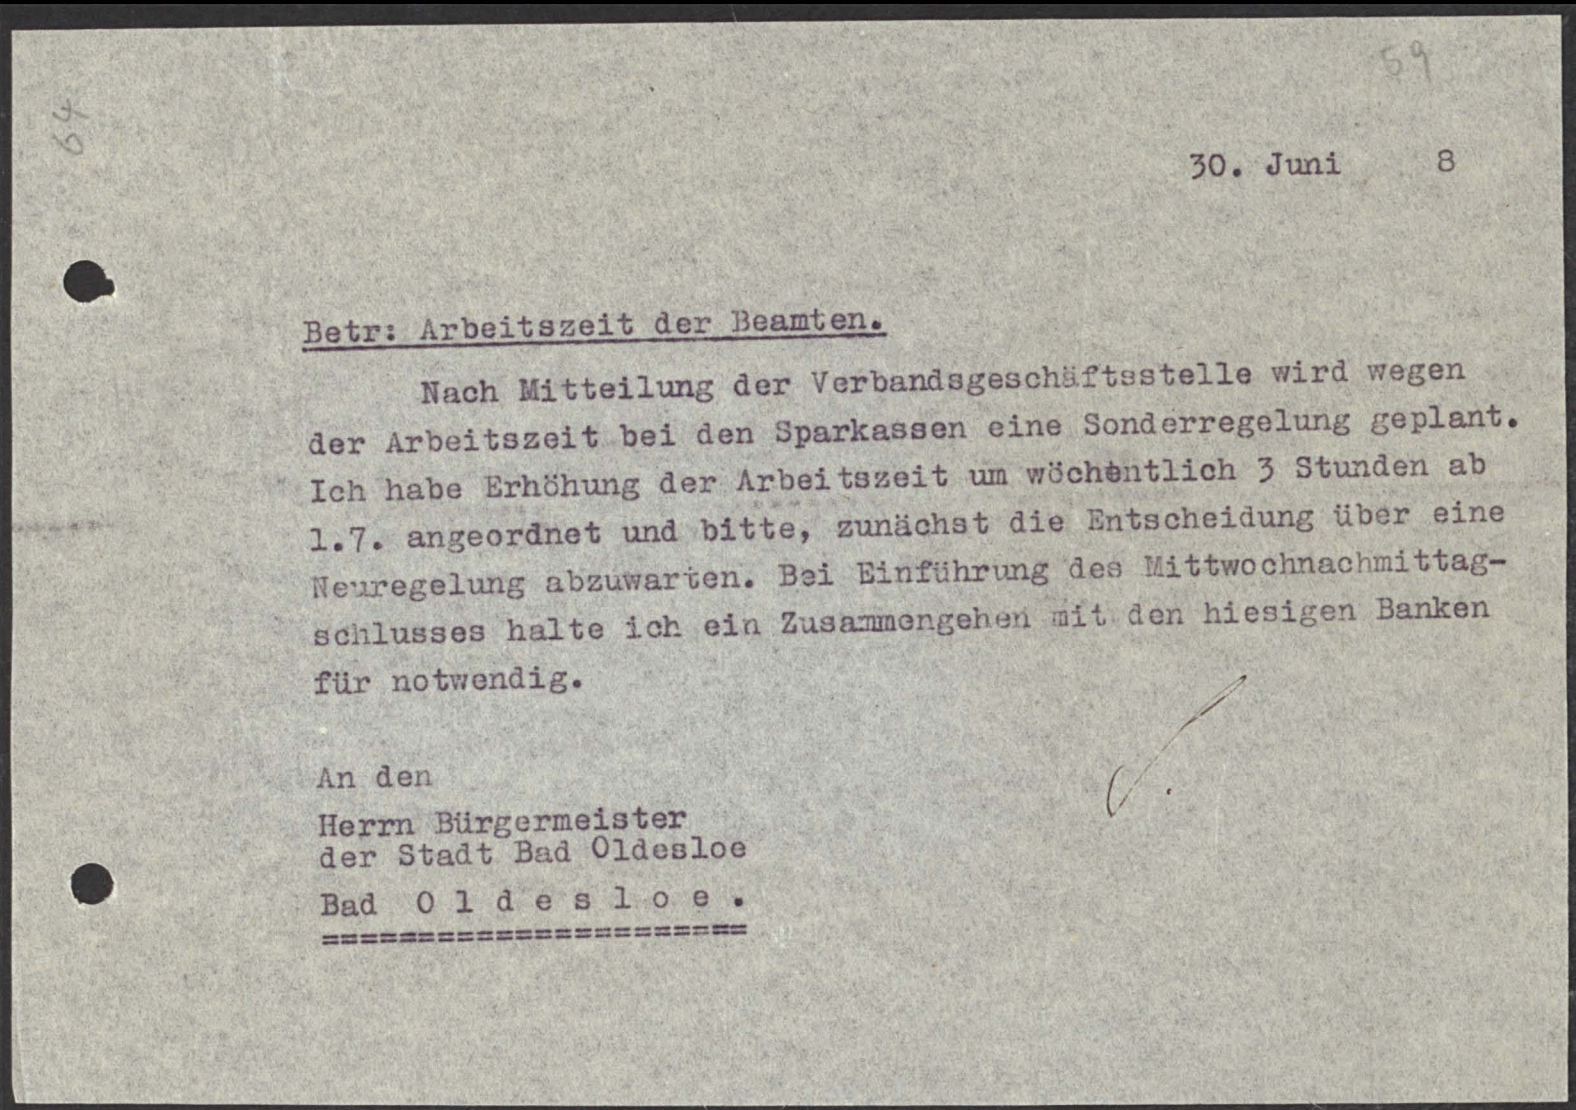 59
64
30. Juni 8
Betr: Arbeitszeit der Beamten.
Nach Mitteilung der Verbandsgeschäftsstelle wird wegen
der Arbeitszeit bei den Sparkassen eine Sonderregelung geplant.
Ich habe Erhöhung der Arbeitszeit um wöchentlich 3 Stunden ab
1.7. angeordnet und bitte, zunächst die Entscheidung über eine
Neuregelung abzuwarten. Bei Einführung des Mittwochnachmittag-
schlusses halte ich ein Zusammengehen mit den hiesigen Banken
für notwendig.
An den
Herrn Bürgermeister
der Stadt Bad Oldesloe
Bad O l d e s l o e .
======================